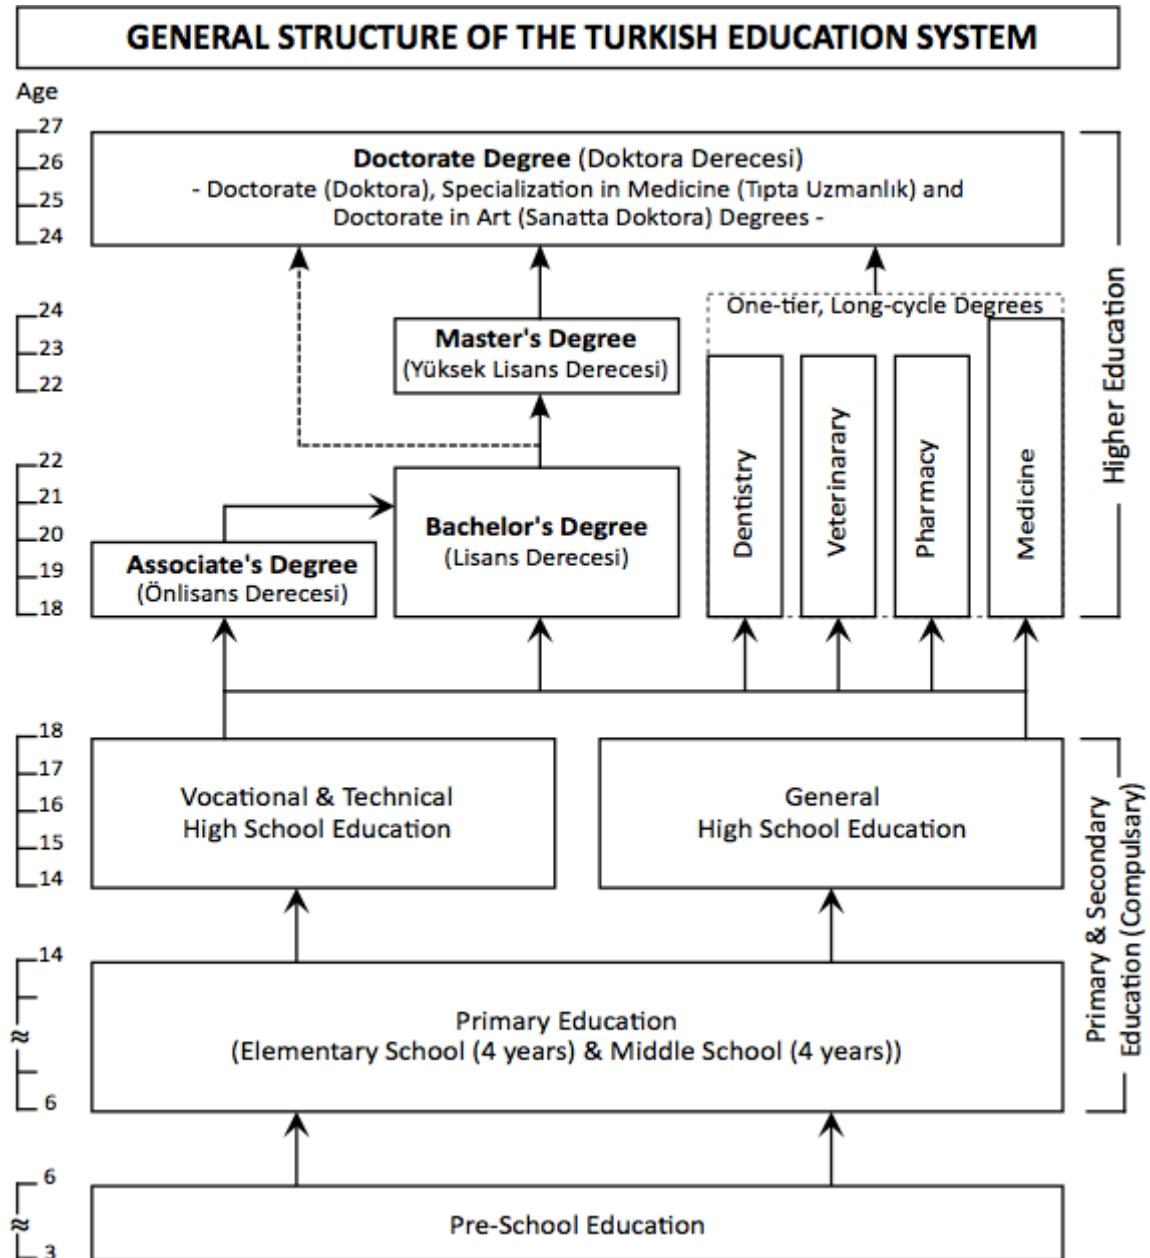 GENERAL STRUCTURE OF THE TURKISH EDUCATION SYSTEM
Age
27
26
25
24
Doctorate Degree (Doktora Derecesi)
- Doctorate (Doktora), Specialization in Medicine (Tıpta Uzmanlık) and
Doctorate in Art (Sanatta Doktora) Degrees -
24
23
22
Master's Degree
(Yüksek Lisans Derecesi)
One-tier, Long-cycle Degrees
22
21
20
19
18
Associate's Degree
(Önlisans Derecesi)
Bachelor's Degree
(Lisans Derecesi)
Dentistry
Veterinarary
Pharmacy
Medicine
Higher Education
18
17
16
15
14
Vocational & Technical
High School Education
General
High School Education
14
6
Primary Education
(Elementary School (4 years) & Middle School (4 years))
Primary & Secondary
Education (Compulsary)
6
3
Pre-School Education